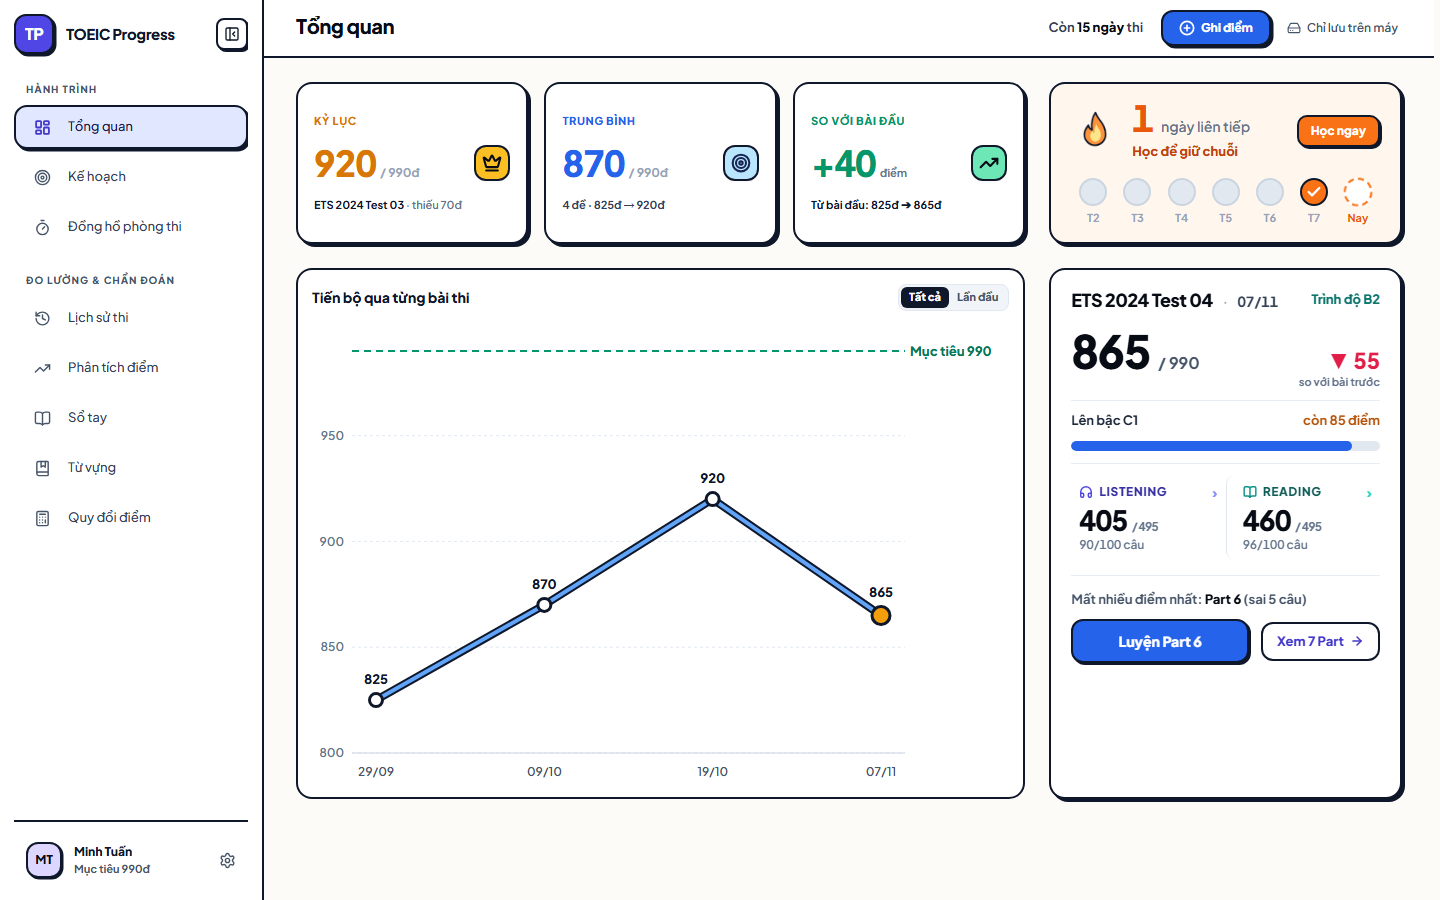 TP TOEIC Progress
HÀNH TRÌNH
Tổng quan
Kế hoạch
Đồng hồ phòng thi
ĐO LƯỜNG & CHẨN ĐOÁN
Lịch sử thi
Phân tích điểm
Sổ tay
Từ vựng
Quy đổi điểm
MT
Minh Tuấn
Mục tiêu 990đ
Tổng quan
Còn 15 ngày thi
Ghi điểm
Chỉ lưu trên máy
KỶ LỤC
920 / 990đ
ETS 2024 Test 03 · thiếu 70đ
TRUNG BÌNH
870 / 990đ
4 đề · 825đ → 920đ
SO VỚI BÀI ĐẦU
+40 điểm
Từ bài đầu: 825đ → 865đ
1 ngày liên tiếp
Học để giữ chuỗi
Học ngay
T2 T3 T4 T5 T6 T7 Nay
Tiến bộ qua từng bài thi
Tất cả Lần đầu
Mục tiêu 990
950
900
850
800
825
870
920
865
29/09 09/10 19/10 07/11
ETS 2024 Test 04 · 07/11
Trình độ B2
865 / 990
▼ 55
so với bài trước
Lên bậc C1
còn 85 điểm
LISTENING ›
405 /495
90/100 câu
READING ›
460 /495
96/100 câu
Mất nhiều điểm nhất: Part 6 (sai 5 câu)
Luyện Part 6
Xem 7 Part →